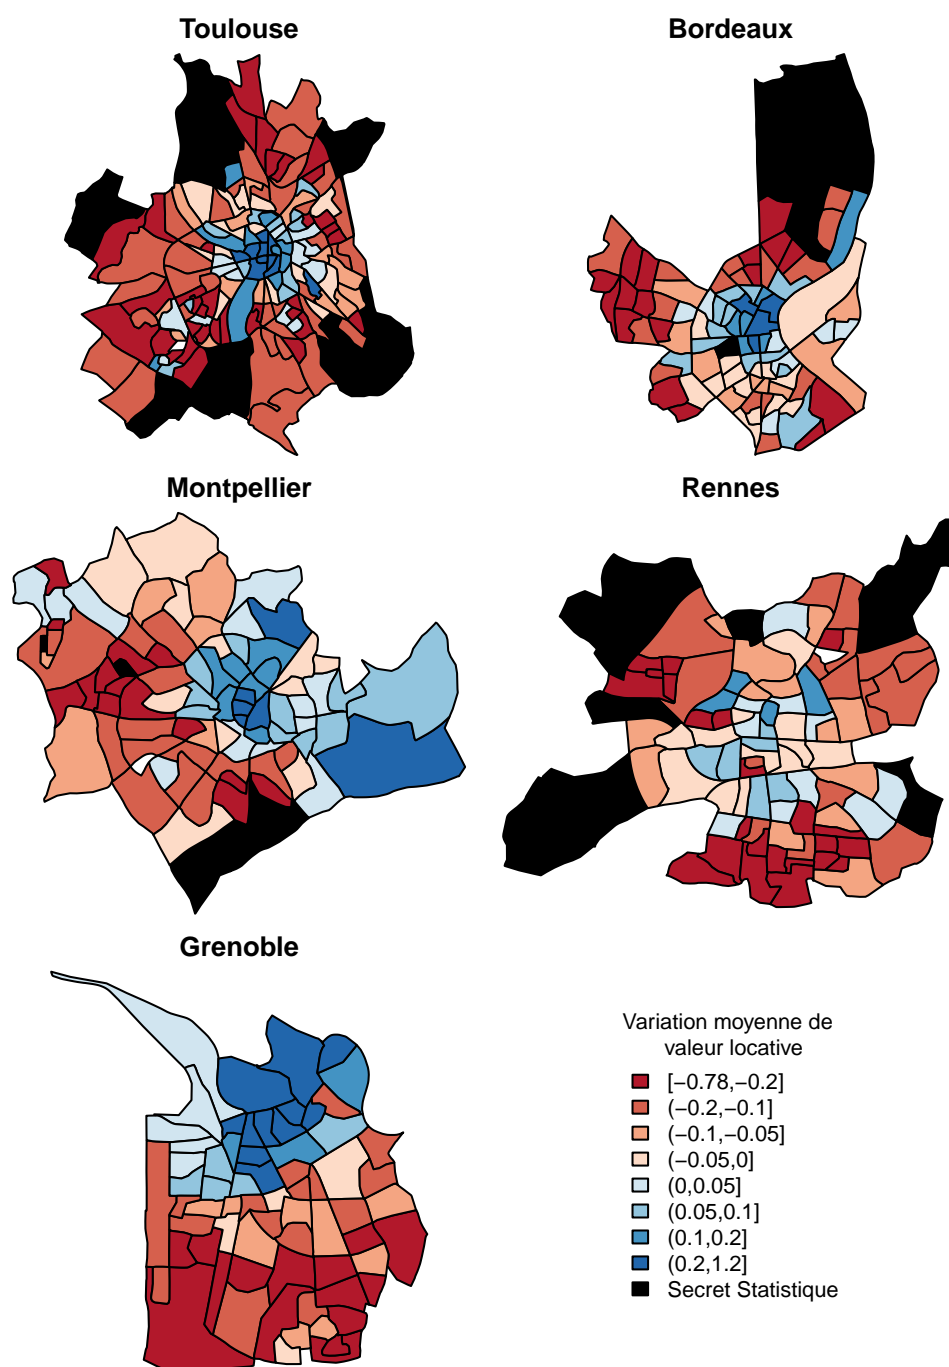 Toulouse
Bordeaux
Montpellier
Rennes
Grenoble
Variation moyenne de
valeur locative
[−0.78,−0.2]
(−0.2,−0.1]
(−0.1,−0.05]
(−0.05,0]
(0,0.05]
(0.05,0.1]
(0.1,0.2]
(0.2,1.2]
Secret Statistique